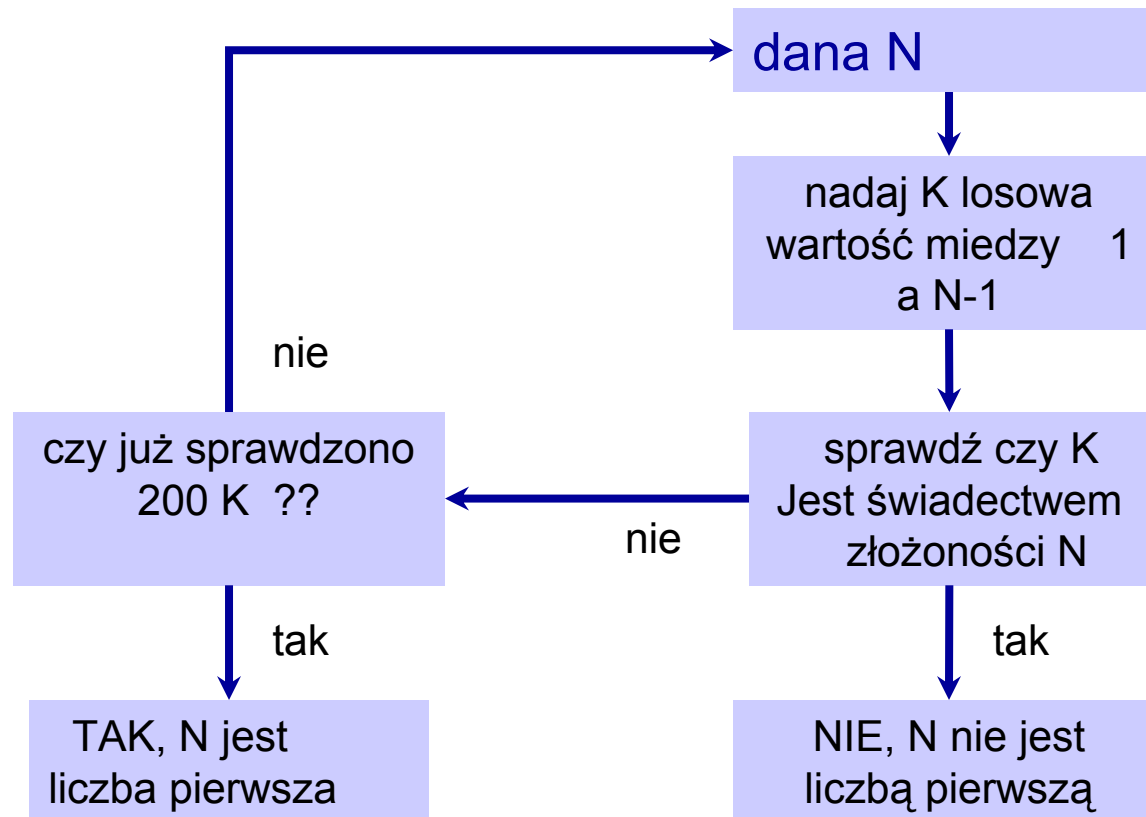 dana N
nadaj K losowa
wartość miedzy 1
a N-1
nie
czy już sprawdzono
200 K ??
sprawdź czy K
Jest świadectwem
złożoności N
nie
tak
tak
TAK, N jest
liczba pierwsza
NIE, N nie jest
liczbą pierwszą